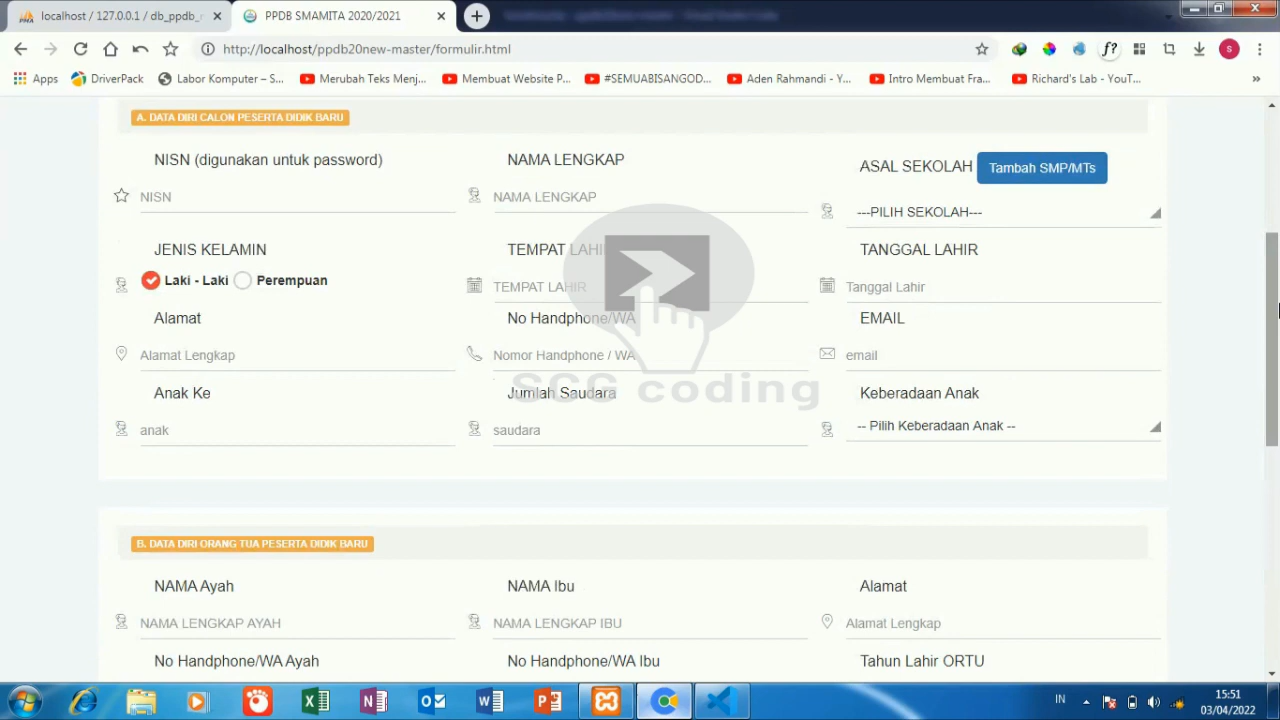 localhost / 127.0.0.1 / db_ppdb_
PPDB SMAMITA 2020/2021
http://localhost/ppdb20new-master/formulir.html
f?
S
Apps
DriverPack
Labor Komputer – S...
Merubah Teks Menj...
Membuat Website P...
#SEMUABISANGOD...
Aden Rahmandi - Y...
Intro Membuat Fra...
Richard's Lab - YouT...
»
A. DATA DIRI CALON PESERTA DIDIK BARU
NISN (digunakan untuk password)
NAMA LENGKAP
ASAL SEKOLAH
Tambah SMP/MTs
NISN
NAMA LENGKAP
---PILIH SEKOLAH---
JENIS KELAMIN
TEMPAT LAHIR
TANGGAL LAHIR
Laki - Laki
Perempuan
TEMPAT LAHIR
Tanggal Lahir
Alamat
No Handphone/WA
EMAIL
Alamat Lengkap
Nomor Handphone / WA
email
SCG coding
Anak Ke
Jumlah Saudara
Keberadaan Anak
anak
saudara
-- Pilih Keberadaan Anak --
B. DATA DIRI ORANG TUA PESERTA DIDIK BARU
NAMA Ayah
NAMA Ibu
Alamat
NAMA LENGKAP AYAH
NAMA LENGKAP IBU
Alamat Lengkap
No Handphone/WA Ayah
No Handphone/WA Ibu
Tahun Lahir ORTU
IN
15:51
03/04/2022